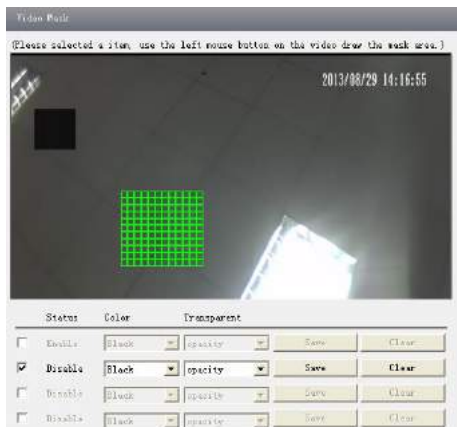 Video Mask
(Please selected a item, use the left mouse button on the video draw the mask area.)
2013/08/29 14:16:55
Status Color Transparent
Enable Black opacity Save Clear
Disable Black opacity Save Clear
Disable Black opacity Save Clear
Disable Black opacity Save Clear